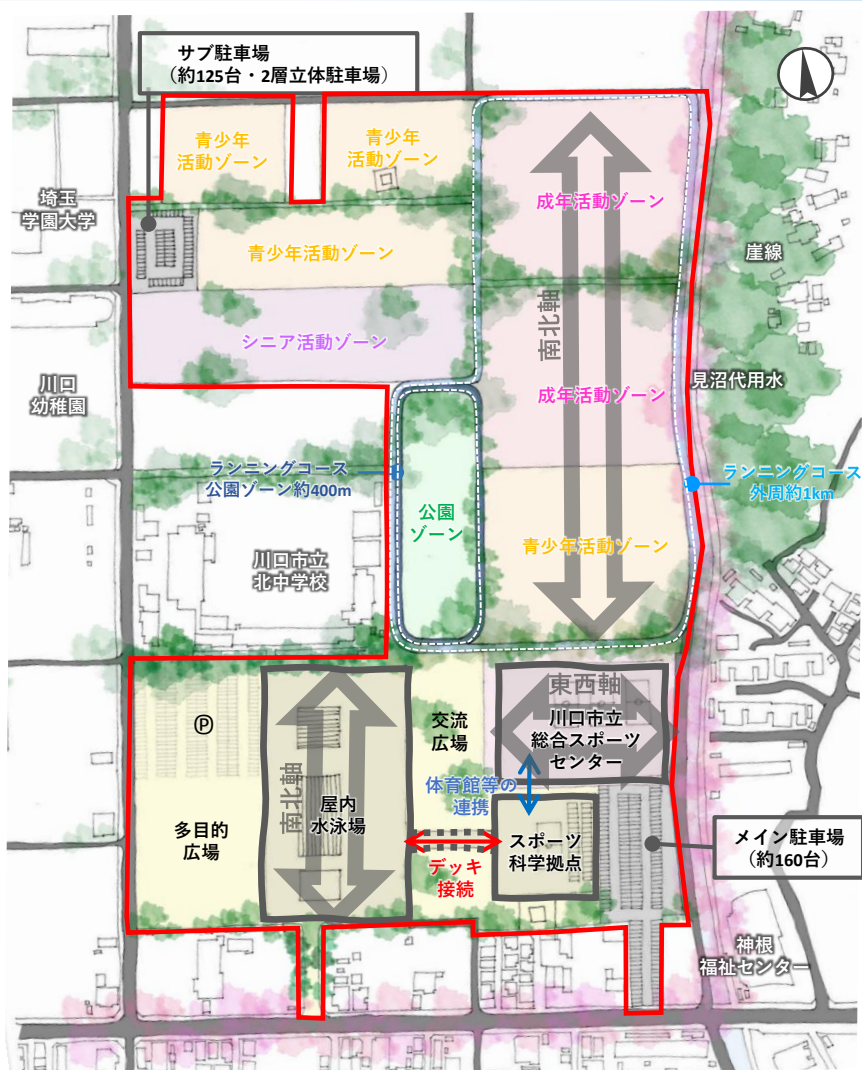 サブ駐車場
（約125台・2層立体駐車場）
青少年
活動ゾーン
青少年
活動ゾーン
成年活動ゾーン
埼玉
学園大学
青少年活動ゾーン
崖線
南北軸
シニア活動ゾーン
川口
幼稚園
成年活動ゾーン
見沼代用水
ランニングコース
公園ゾーン約400m
ランニングコース
外周約1km
公園
ゾーン
青少年活動ゾーン
川口市立
北中学校
東西軸
川口市立
総合スポーツ
センター
交流
広場
Ⓟ
南北軸
体育館等の
連携
屋内
水泳場
多目的
広場
スポーツ
科学拠点
メイン駐車場
（約160台）
デッキ
接続
神根
福祉センター